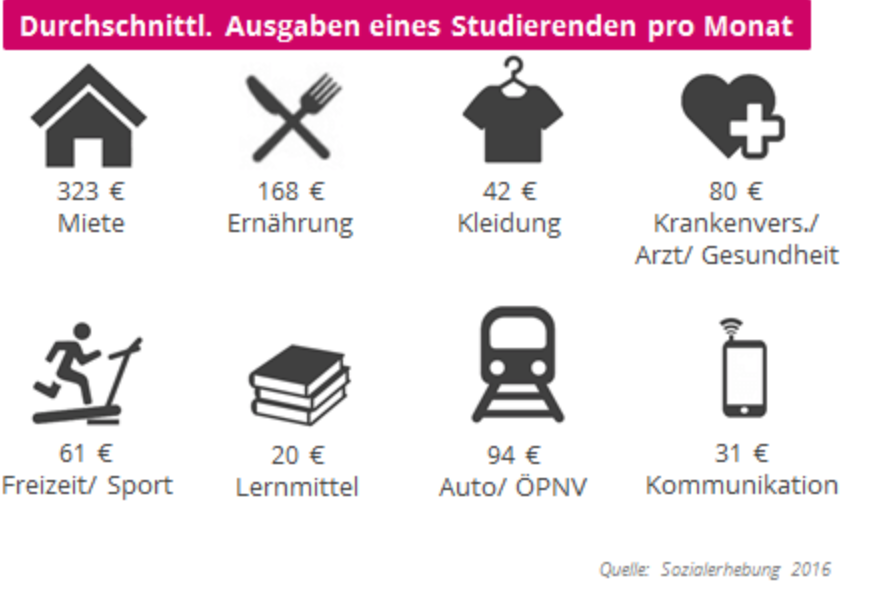 Durchschnittl. Ausgaben eines Studierenden pro Monat
323 €
Miete
168 €
Ernährung
42 €
Kleidung
80 €
Krankenvers./
Arzt/ Gesundheit
61 €
Freizeit/ Sport
20 €
Lernmittel
94 €
Auto/ ÖPNV
31 €
Kommunikation
Quelle: Sozialerhebung 2016